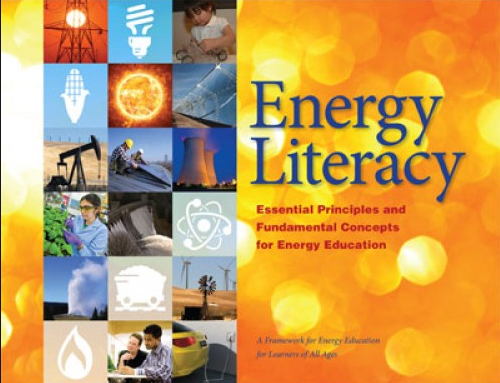 Energy
Literacy
Essential Principles and
Fundamental Concepts
for Energy Education
A Framework for Energy Education
for Learners of All Ages